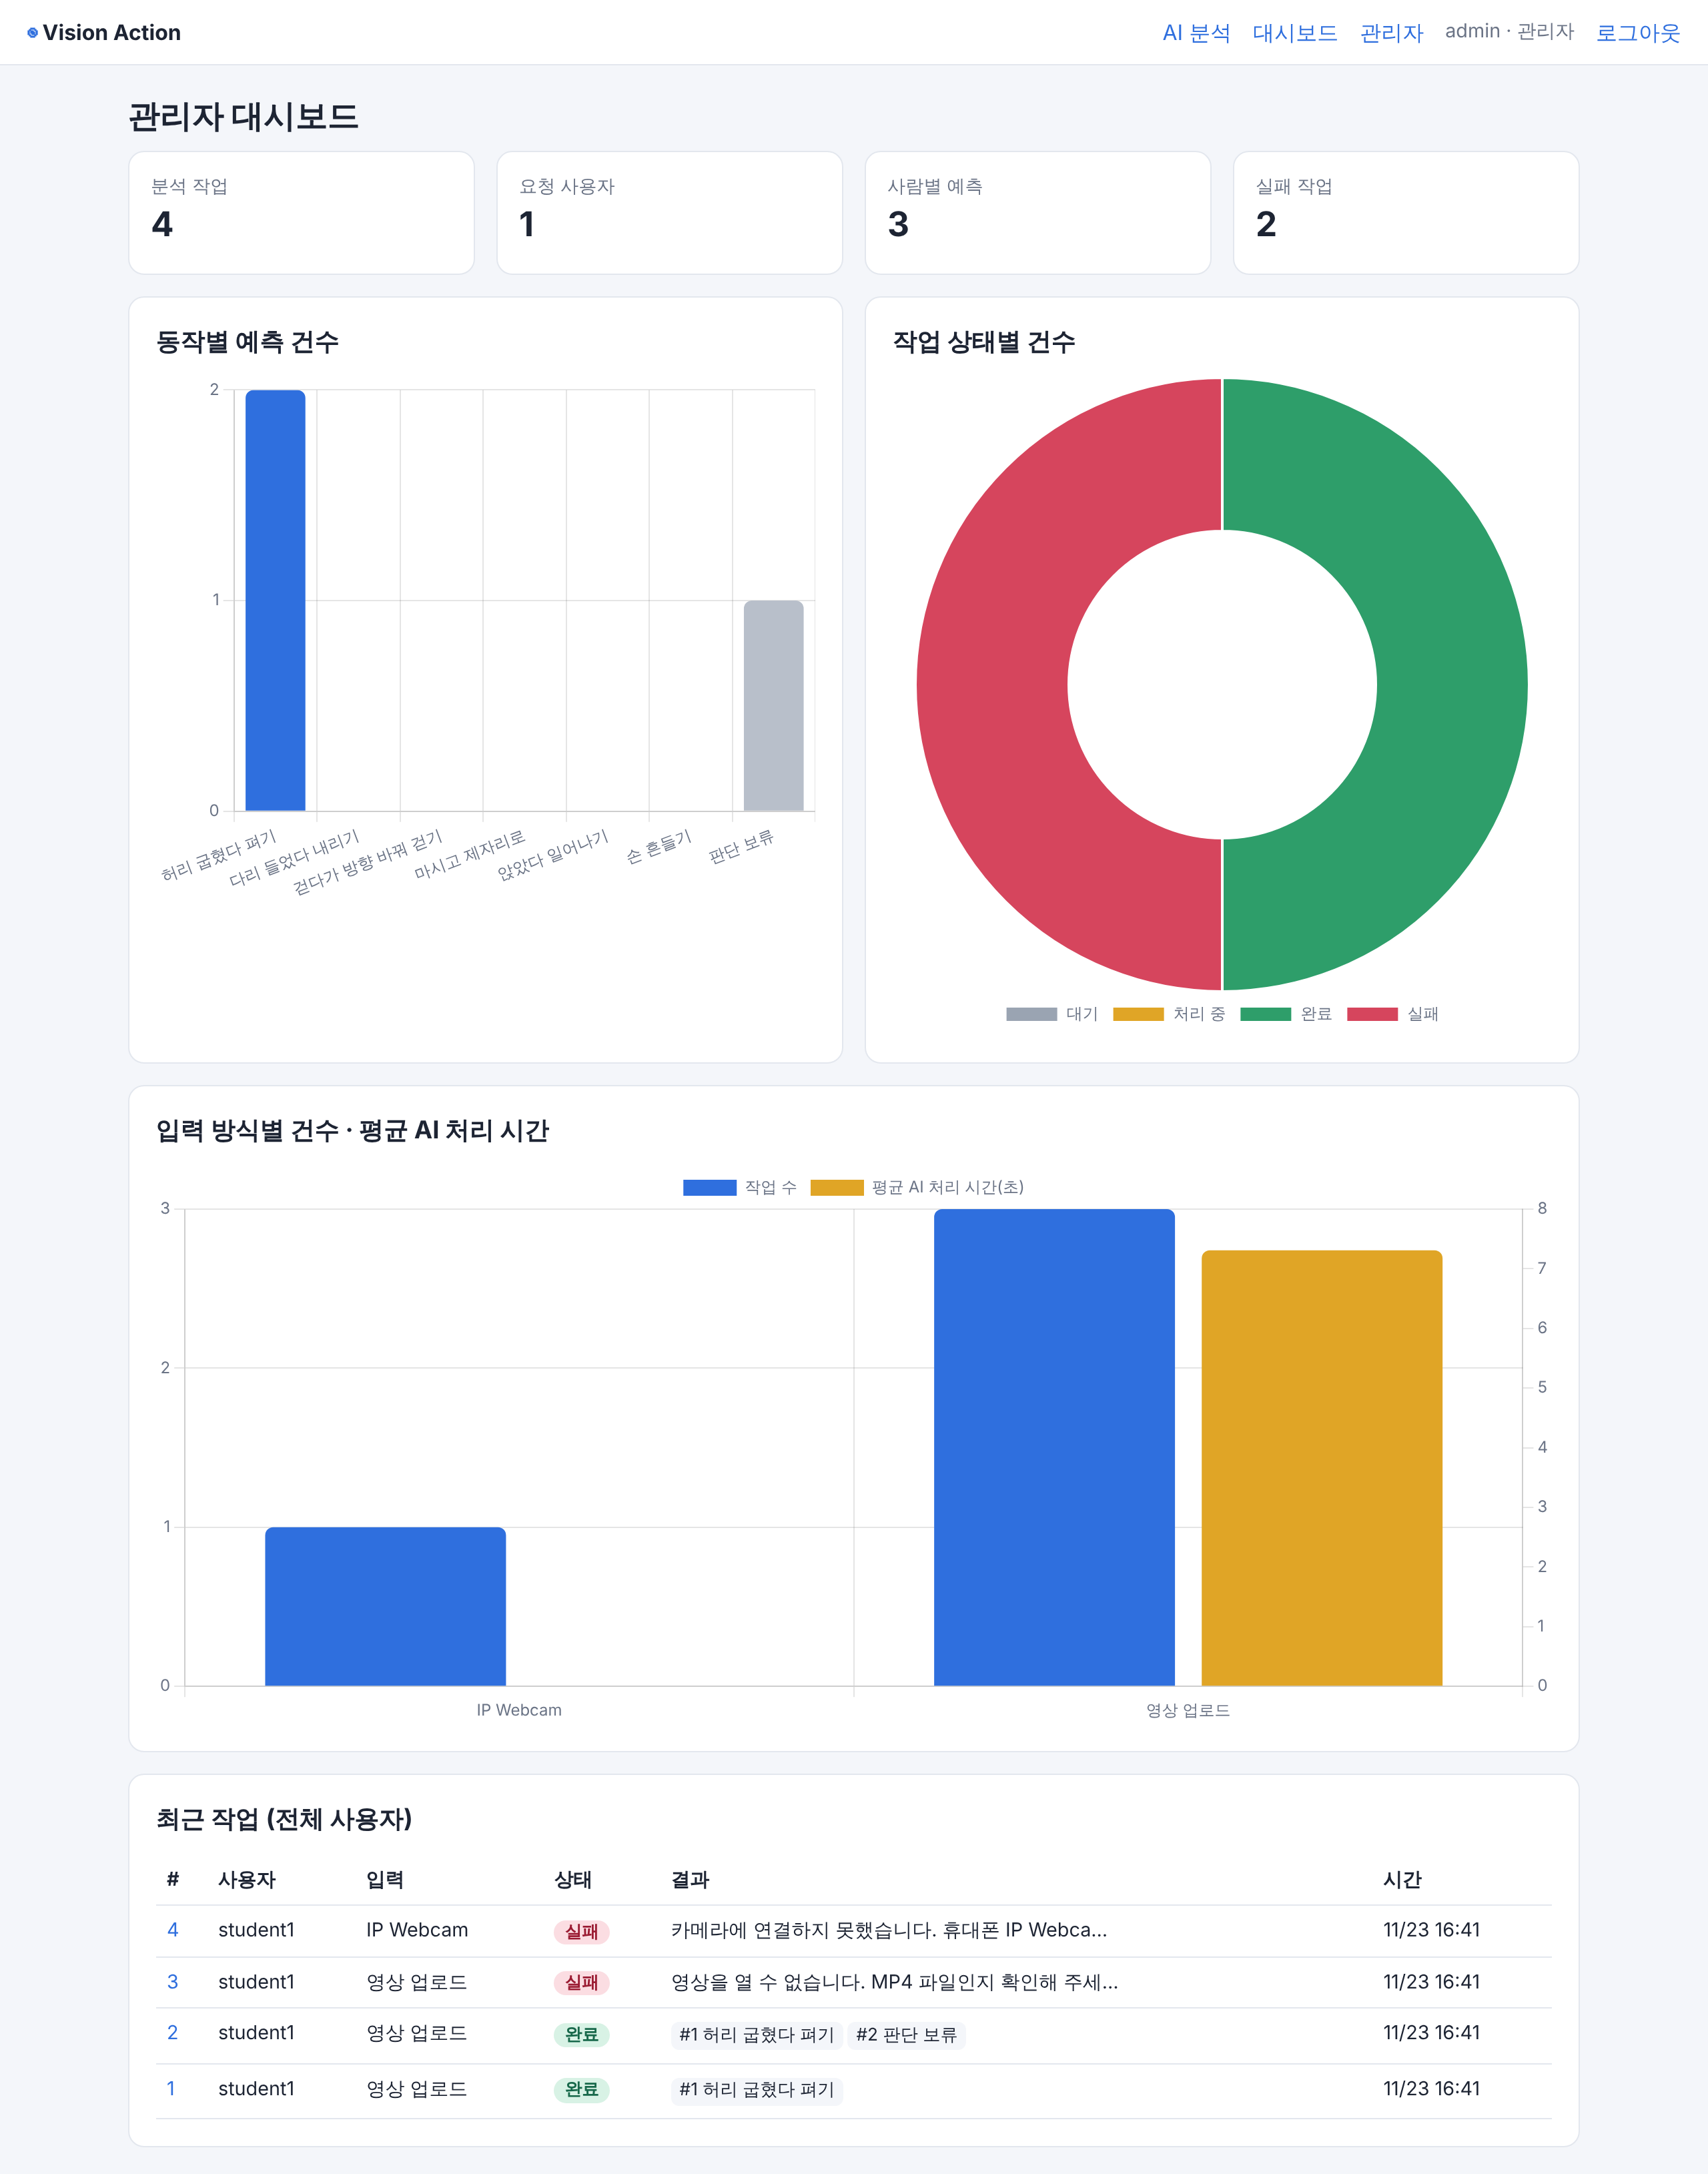 Vision Action
AI 분석 대시보드 관리자 admin · 관리자 로그아웃
관리자 대시보드
분석 작업
4
요청 사용자
1
사람별 예측
3
실패 작업
2
동작별 예측 건수
2
1
0
허리 굽혔다 펴기
다리 들었다 내리기
걷다가 방향 바꿔 걷기
마시고 제자리로
앉았다 일어나기
손 흔들기
판단 보류
작업 상태별 건수
대기 처리 중 완료 실패
입력 방식별 건수 · 평균 AI 처리 시간
작업 수 평균 AI 처리 시간(초)
3
2
1
0
8
7
6
5
4
3
2
1
0
IP Webcam
영상 업로드
최근 작업 (전체 사용자)
# 사용자 입력 상태 결과 시간
4 student1 IP Webcam 실패 카메라에 연결하지 못했습니다. 휴대폰 IP Webca... 11/23 16:41
3 student1 영상 업로드 실패 영상을 열 수 없습니다. MP4 파일인지 확인해 주세... 11/23 16:41
2 student1 영상 업로드 완료 #1 허리 굽혔다 펴기 #2 판단 보류 11/23 16:41
1 student1 영상 업로드 완료 #1 허리 굽혔다 펴기 11/23 16:41